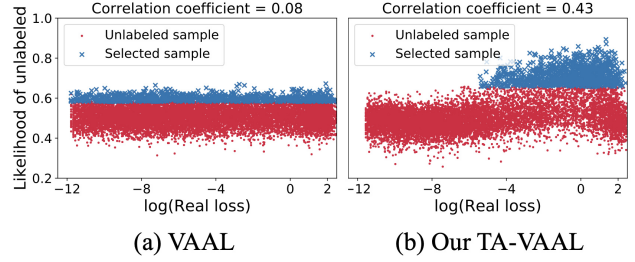 Correlation coefficient = 0.08
Correlation coefficient = 0.43
Likelihood of unlabeled
1.0
0.8
0.6
0.4
0.2
Unlabeled sample
Selected sample
Unlabeled sample
Selected sample
−12 −8 −4 0 2
−12 −8 −4 0 2
log(Real loss)
log(Real loss)
(a) VAAL
(b) Our TA-VAAL